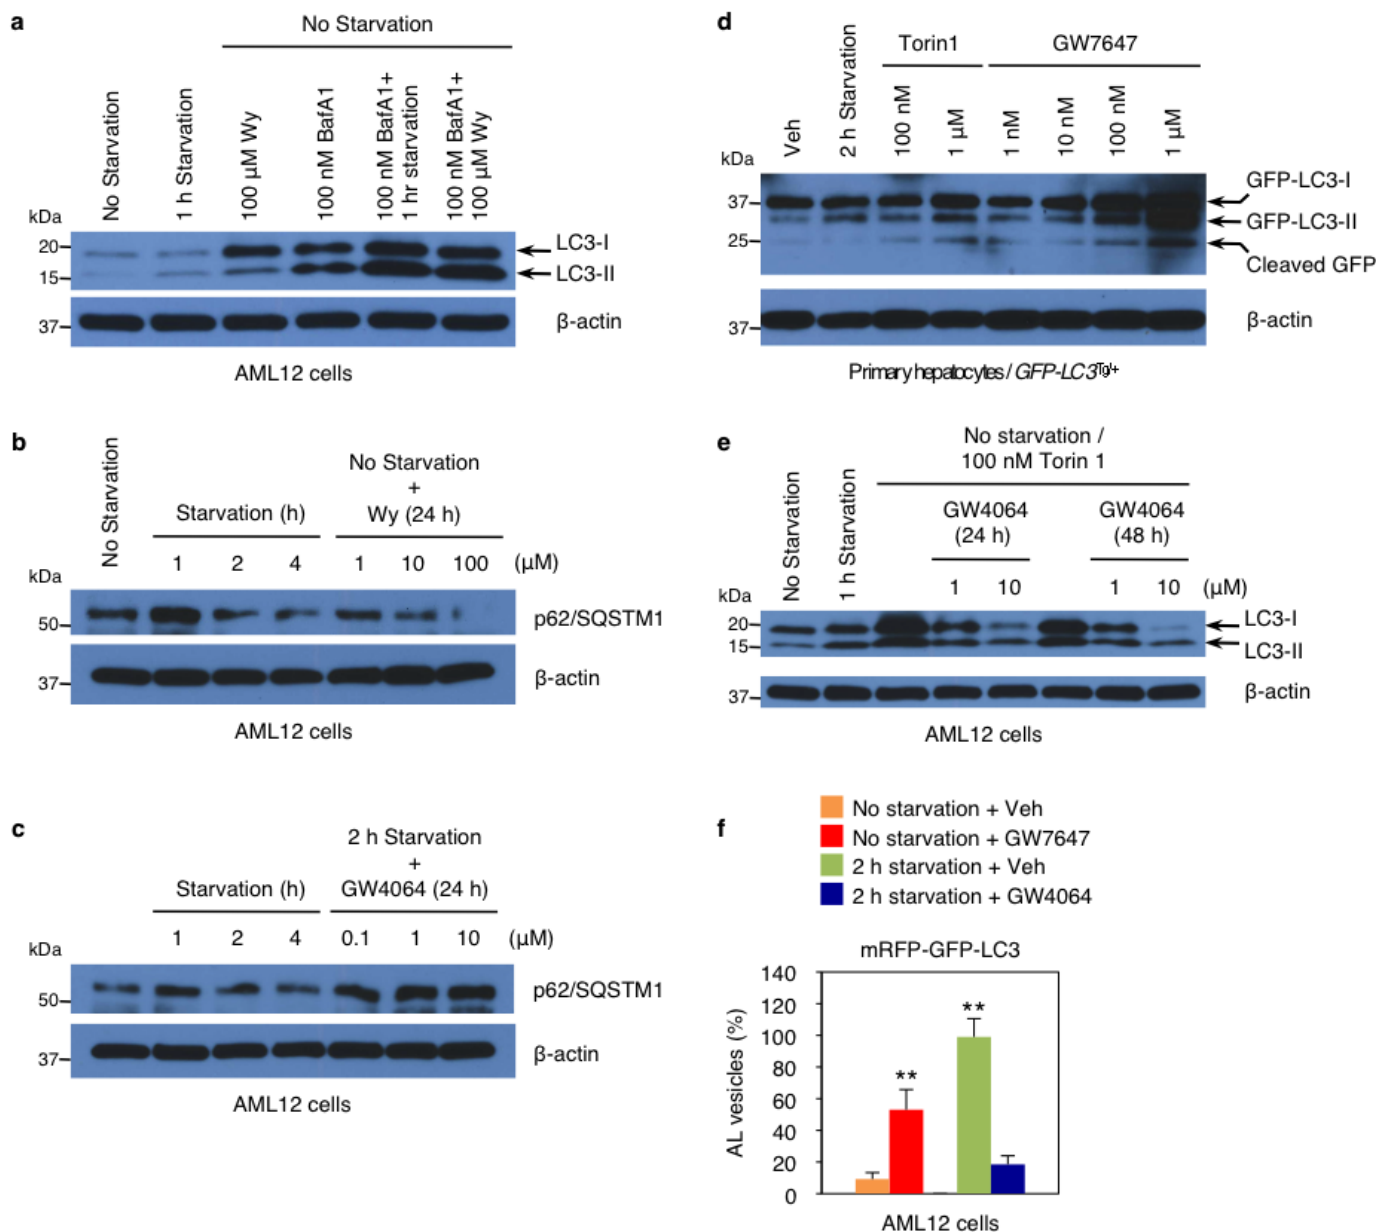 a
No Starvation
No Starvation
1 h Starvation
100 µM Wy
100 nM BafA1
100 nM BafA1+
1 hr starvation
100 nM BafA1+
100 µM Wy
kDa
20
15
LC3-I
LC3-II
37
β-actin
AML12 cells
b
No Starvation
Starvation (h)
No Starvation
+
Wy (24 h)
1 2 4 1 10 100 (µM)
kDa
50
p62/SQSTM1
37
β-actin
AML12 cells
c
Starvation (h)
2 h Starvation
+
GW4064 (24 h)
1 2 4 0.1 1 10 (µM)
kDa
50
p62/SQSTM1
37
β-actin
AML12 cells
d
Torin1
GW7647
Veh
2 h Starvation
100 nM
1 µM
1 nM
10 nM
100 nM
1 µM
kDa
37
25
GFP-LC3-I
GFP-LC3-II
Cleaved GFP
37
β-actin
Primary hepatocytes / GFP-LC3Tg/+
e
No starvation /
100 nM Torin 1
No Starvation
1 h Starvation
GW4064
(24 h)
GW4064
(48 h)
1 10 1 10 (µM)
kDa
20
15
LC3-I
LC3-II
37
β-actin
AML12 cells
f
No starvation + Veh
No starvation + GW7647
2 h starvation + Veh
2 h starvation + GW4064
mRFP-GFP-LC3
AL vesicles (%)
140
120
100
80
60
40
20
0
**
**
AML12 cells